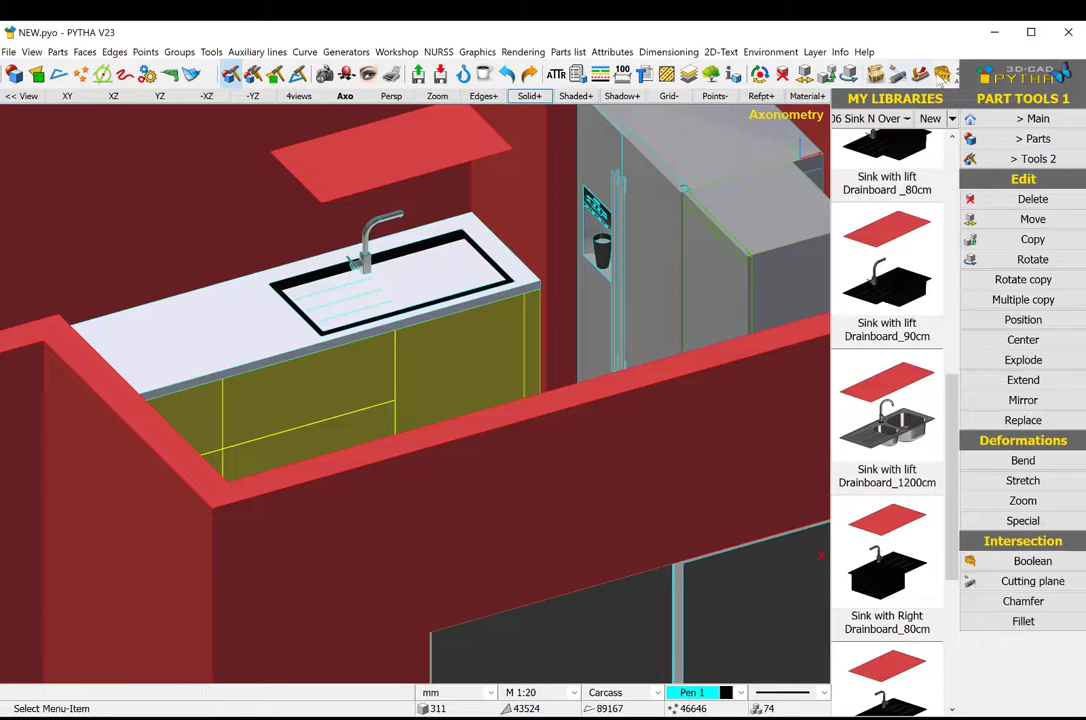 NEW.pyo - PYTHA V23
File View Parts Faces Edges Points Groups Tools Auxiliary lines Curve Generators Workshop NURSS Graphics Rendering Parts list Attributes Dimensioning 2D-Text Environment Layer Info Help
ATTR 100 3D-CAD PYTHA
<< View XY XZ YZ -XZ -YZ 4views Axo Persp Zoom Edges+ Solid+ Shaded+ Shadow+ Grid- Points- Refpt+ Material+
MY LIBRARIES PART TOOLS 1
Axonometry
06 Sink N Over New
> Main
> Parts
> Tools 2
Sink with lift
Drainboard _80cm
Sink with lift
Drainboard_90cm
Sink with lift
Drainboard_1200cm
Sink with Right
Drainboard_80cm
Edit
Delete
Move
Copy
Rotate
Rotate copy
Multiple copy
Position
Center
Explode
Extend
Mirror
Replace
Deformations
Bend
Stretch
Zoom
Special
Intersection
Boolean
Cutting plane
Chamfer
Fillet
x
mm M 1:20 Carcass Pen 1
Select Menu-Item 311 43524 89167 46646 74